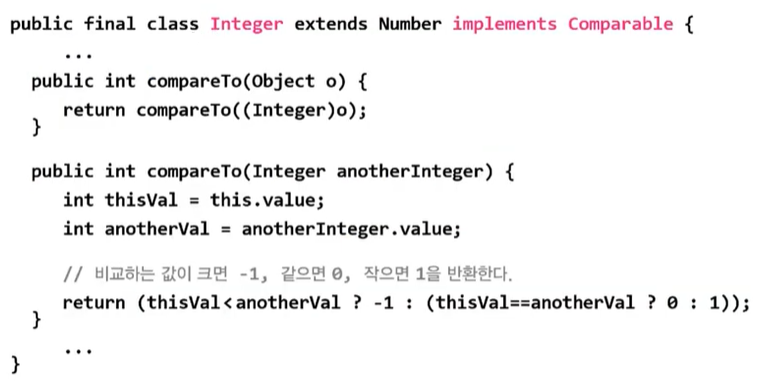 public final class Integer extends Number implements Comparable {
...
public int compareTo(Object o) {
return compareTo((Integer)o);
}
public int compareTo(Integer anotherInteger) {
int thisVal = this.value;
int anotherVal = anotherInteger.value;
// 비교하는 값이 크면 -1, 같으면 0, 작으면 1을 반환한다.
return (thisVal<anotherVal ? -1 : (thisVal==anotherVal ? 0 : 1));
}
...
}